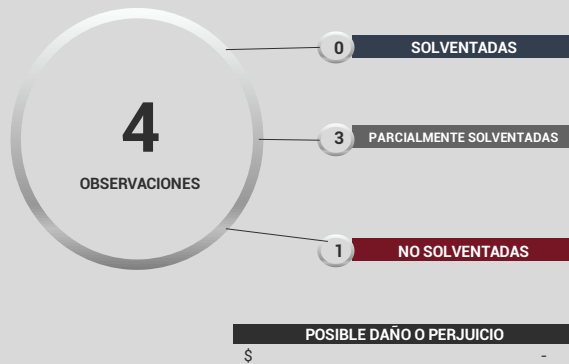 4
OBSERVACIONES
0 SOLVENTADAS
3 PARCIALMENTE SOLVENTADAS
1 NO SOLVENTADAS
POSIBLE DAÑO O PERJUICIO
$ -